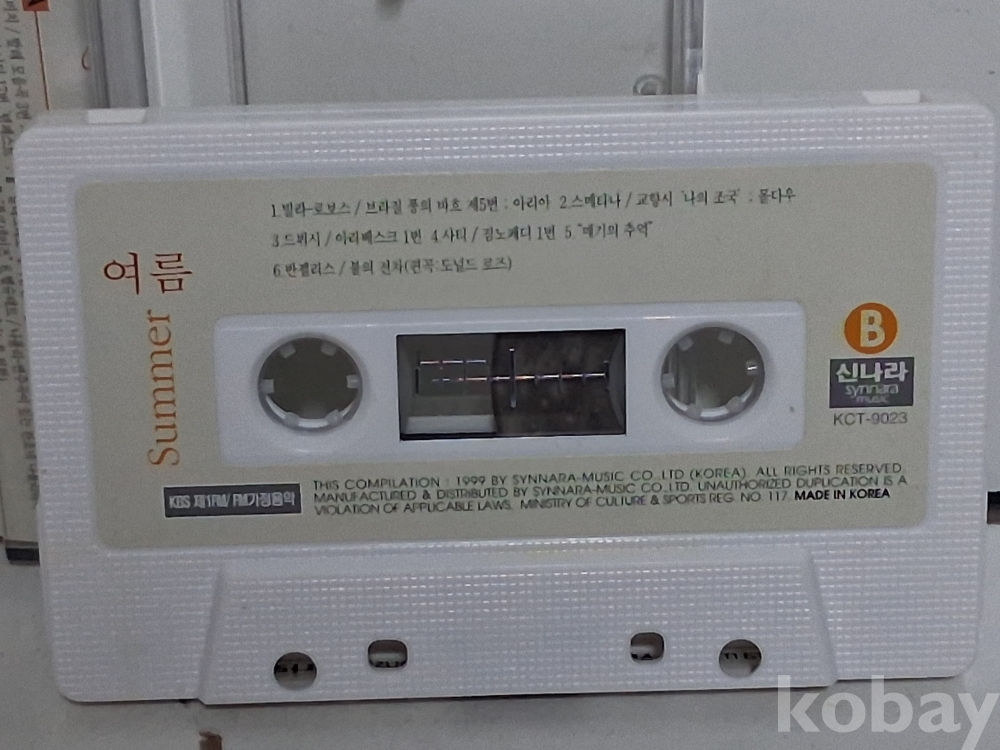 1.빌라-로보스 / 브라질 풍의 바흐 제5번 : 아리아 2.스메타나 / 교향시 '나의 조국' : 몰다우
3.드뷔시 / 아라베스크 1번 4.사티 / 짐노페디 1번 5. "매기의 추억"
6.반젤리스 / 불의 전차(편곡:도널드 로즈)
여름
Summer
B
신나라
synnara
music
KCT-9023
KBS 제1FM/ FM가정음악
THIS COMPILATION : 1999 BY SYNNARA-MUSIC CO.,LTD (KOREA). ALL RIGHTS RESERVED,
MANUFACTURED & DISTRIBUTED BY SYNNARA-MUSIC CO.,LTD. UNAUTHORIZED DUPLICATION IS A
VIOLATION OF APPLICABLE LAWS. MINISTRY OF CULTURE & SPORTS REG. NO. 117. MADE IN KOREA
kobay